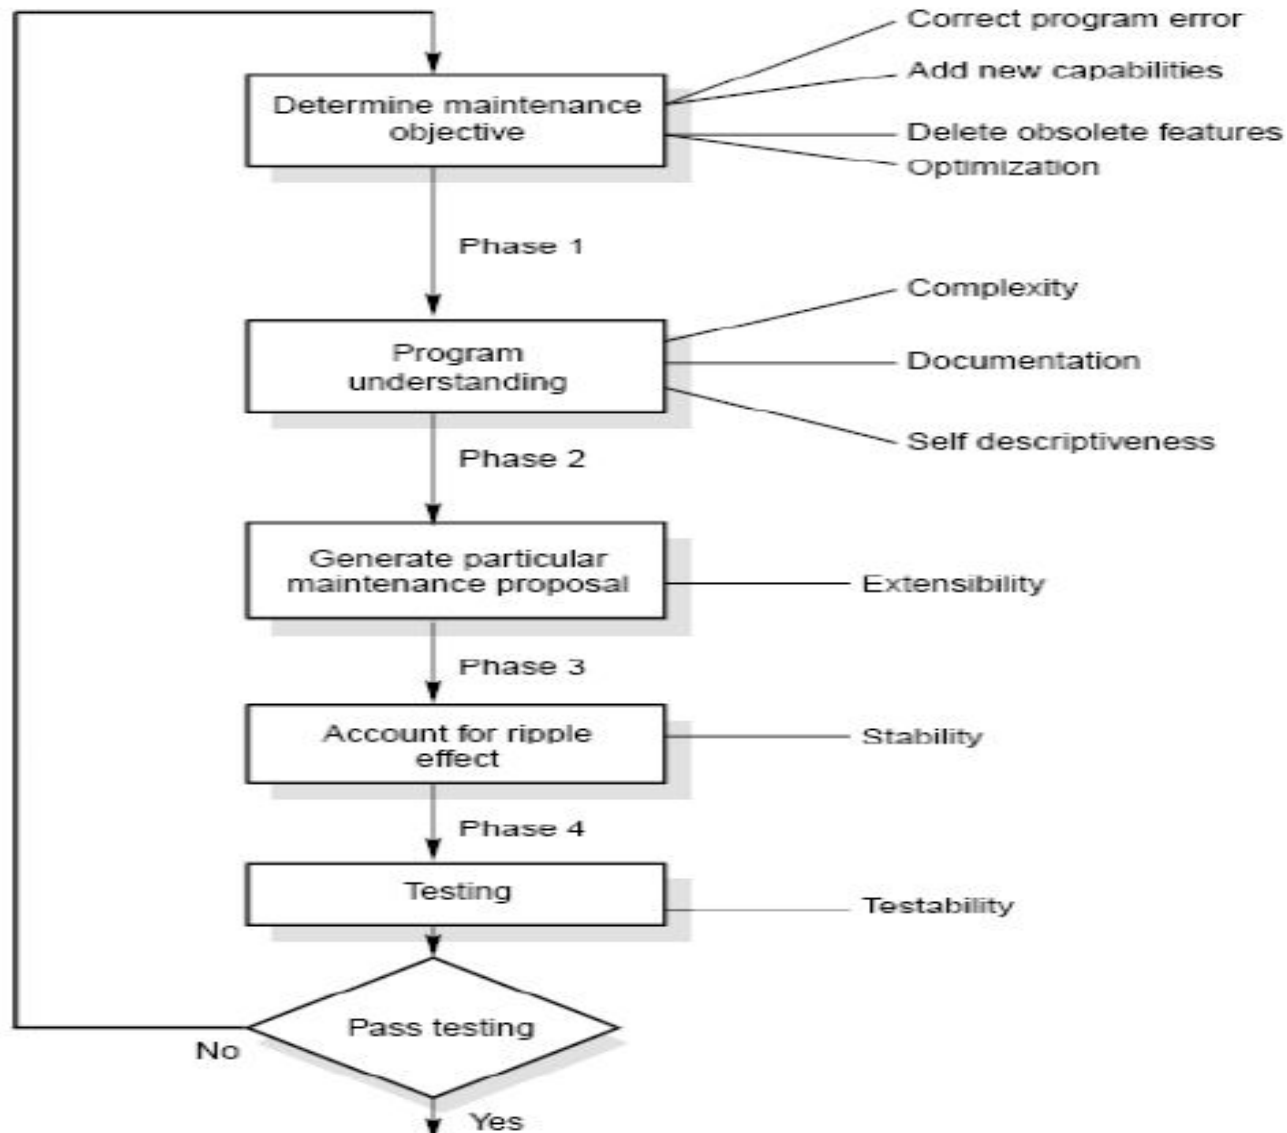 Correct program error
Add new capabilities
Determine maintenance
objective
Delete obsolete features
Optimization
Phase 1
Complexity
Program
understanding
Documentation
Self descriptiveness
Phase 2
Generate particular
maintenance proposal
Extensibility
Phase 3
Account for ripple
effect
Stability
Phase 4
Testing
Testability
Pass testing
No
Yes